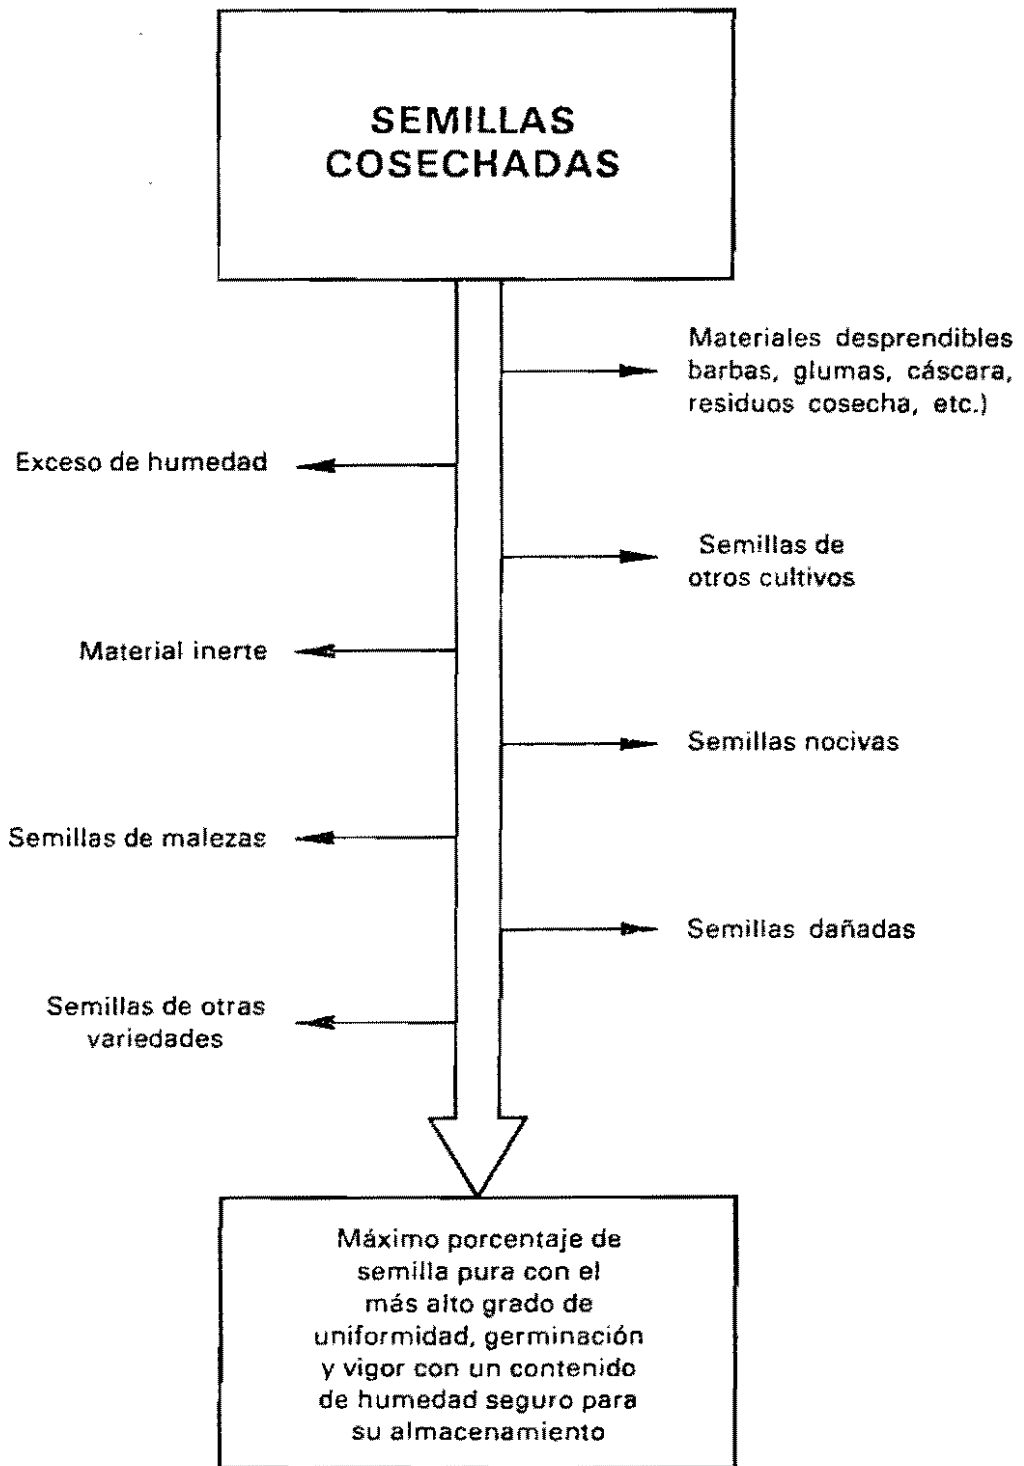 SEMILLAS
COSECHADAS
Materiales desprendibles
barbas, glumas, cáscara,
residuos cosecha, etc.)
Exceso de humedad
Semillas de
otros cultivos
Material inerte
Semillas nocivas
Semillas de malezas
Semillas dañadas
Semillas de otras
variedades
Máximo porcentaje de
semilla pura con el
más alto grado de
uniformidad, germinación
y vigor con un contenido
de humedad seguro para
su almacenamiento